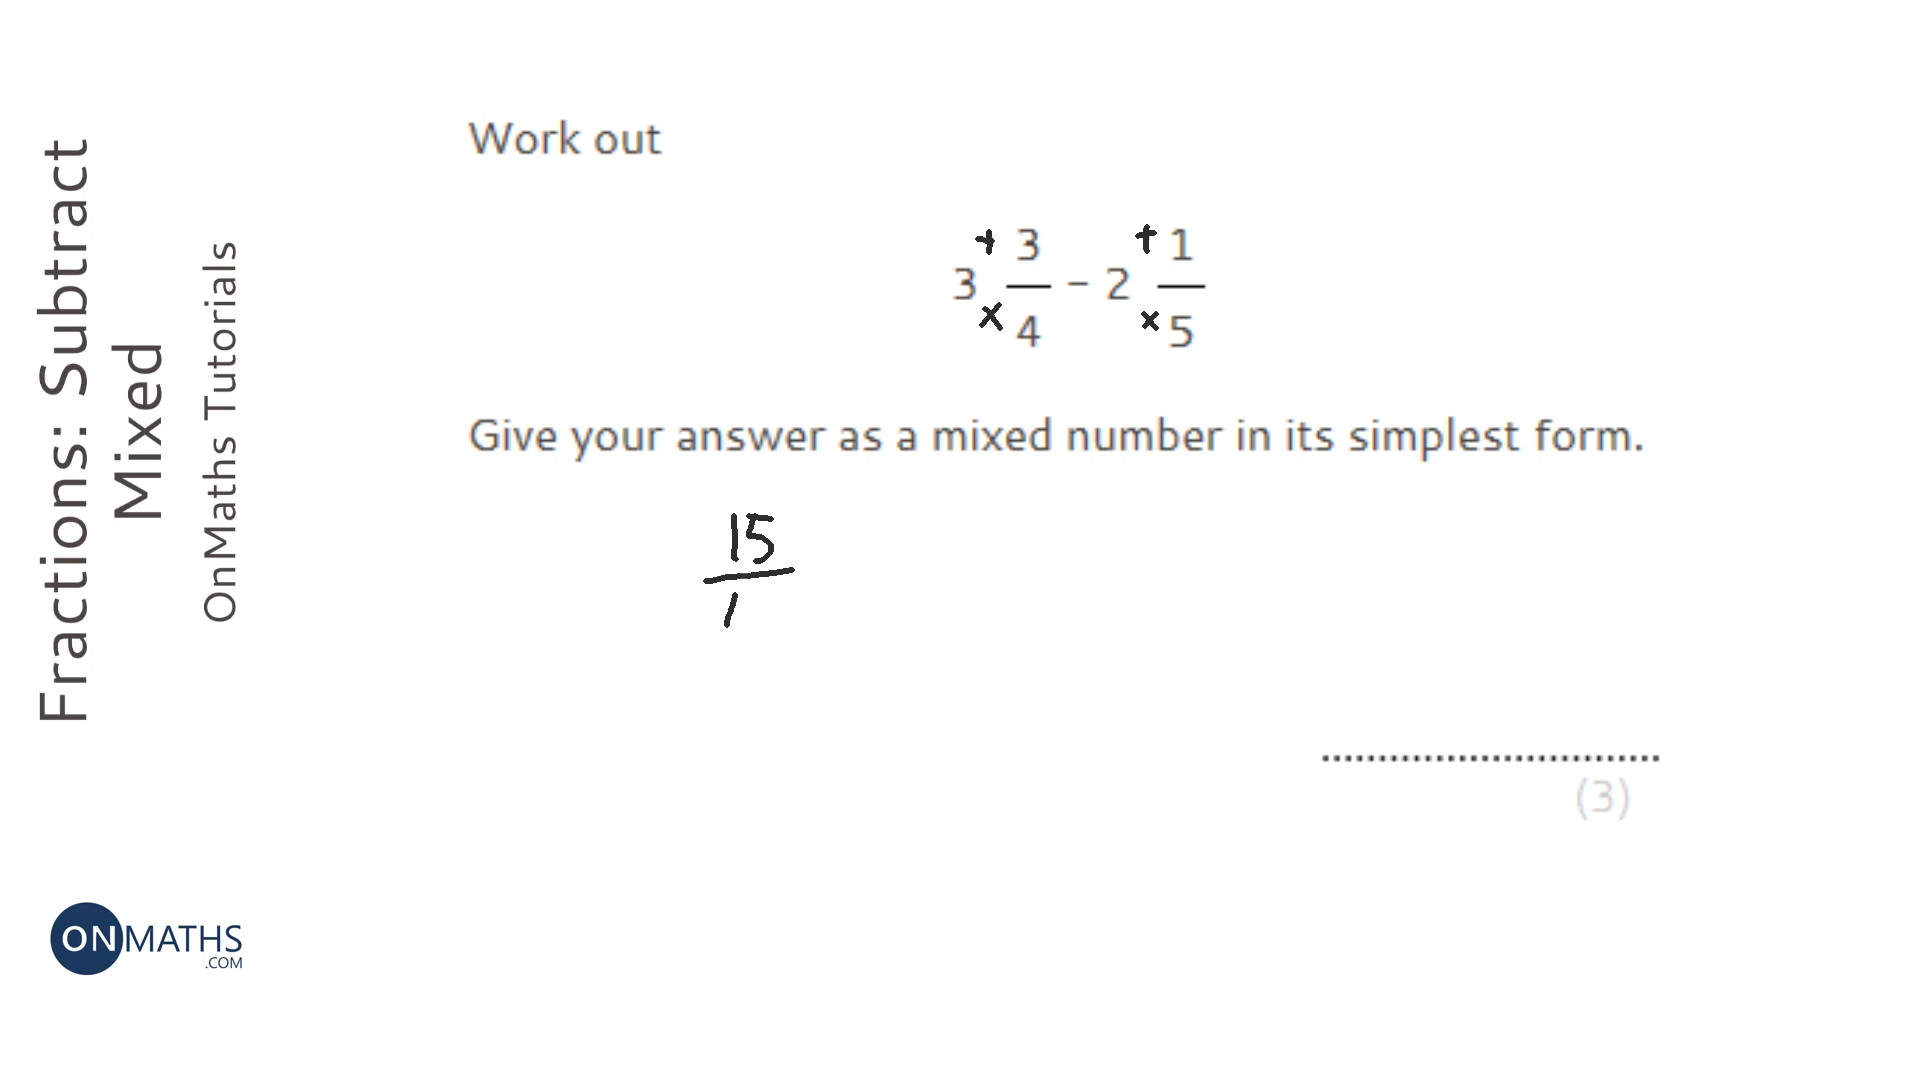 Fractions: Subtract
Mixed
OnMaths Tutorials
Work out
3 + 3 / × 4 - 2 + 1 / × 5
Give your answer as a mixed number in its simplest form.
15
/
(3)
ONMATHS
.COM